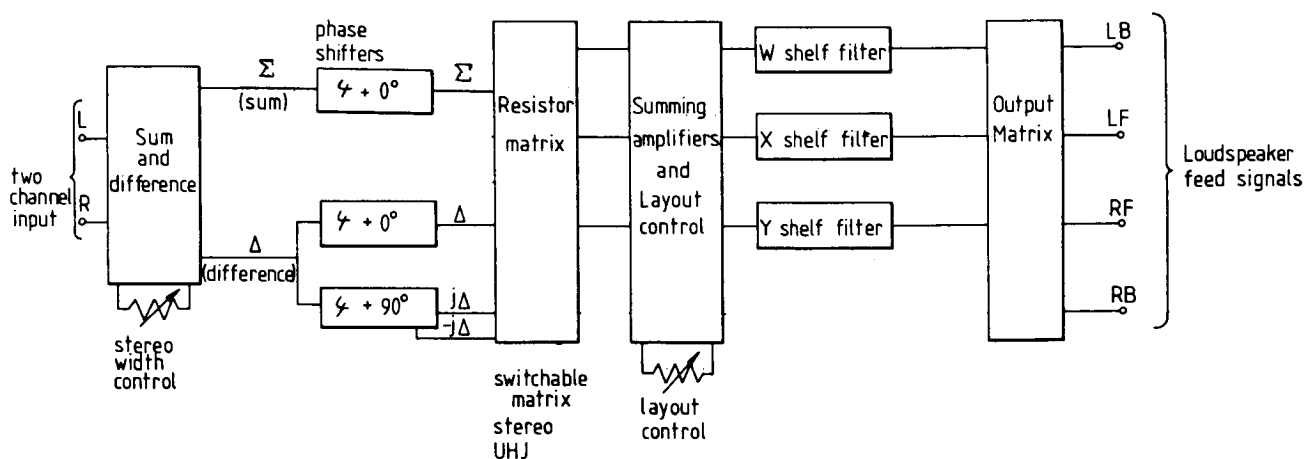 two
channel
input
L
R
Sum
and
difference
stereo
width
control
Σ
(sum)
Δ
(difference)
phase
shifters
φ + 0°
φ + 0°
φ + 90°
Σ
Δ
jΔ
-jΔ
Resistor
matrix
switchable
matrix
stereo
UHJ
Summing
amplifiers
and
Layout
control
layout
control
W shelf filter
X shelf filter
Y shelf filter
Output
Matrix
LB
LF
RF
RB
Loudspeaker
feed signals